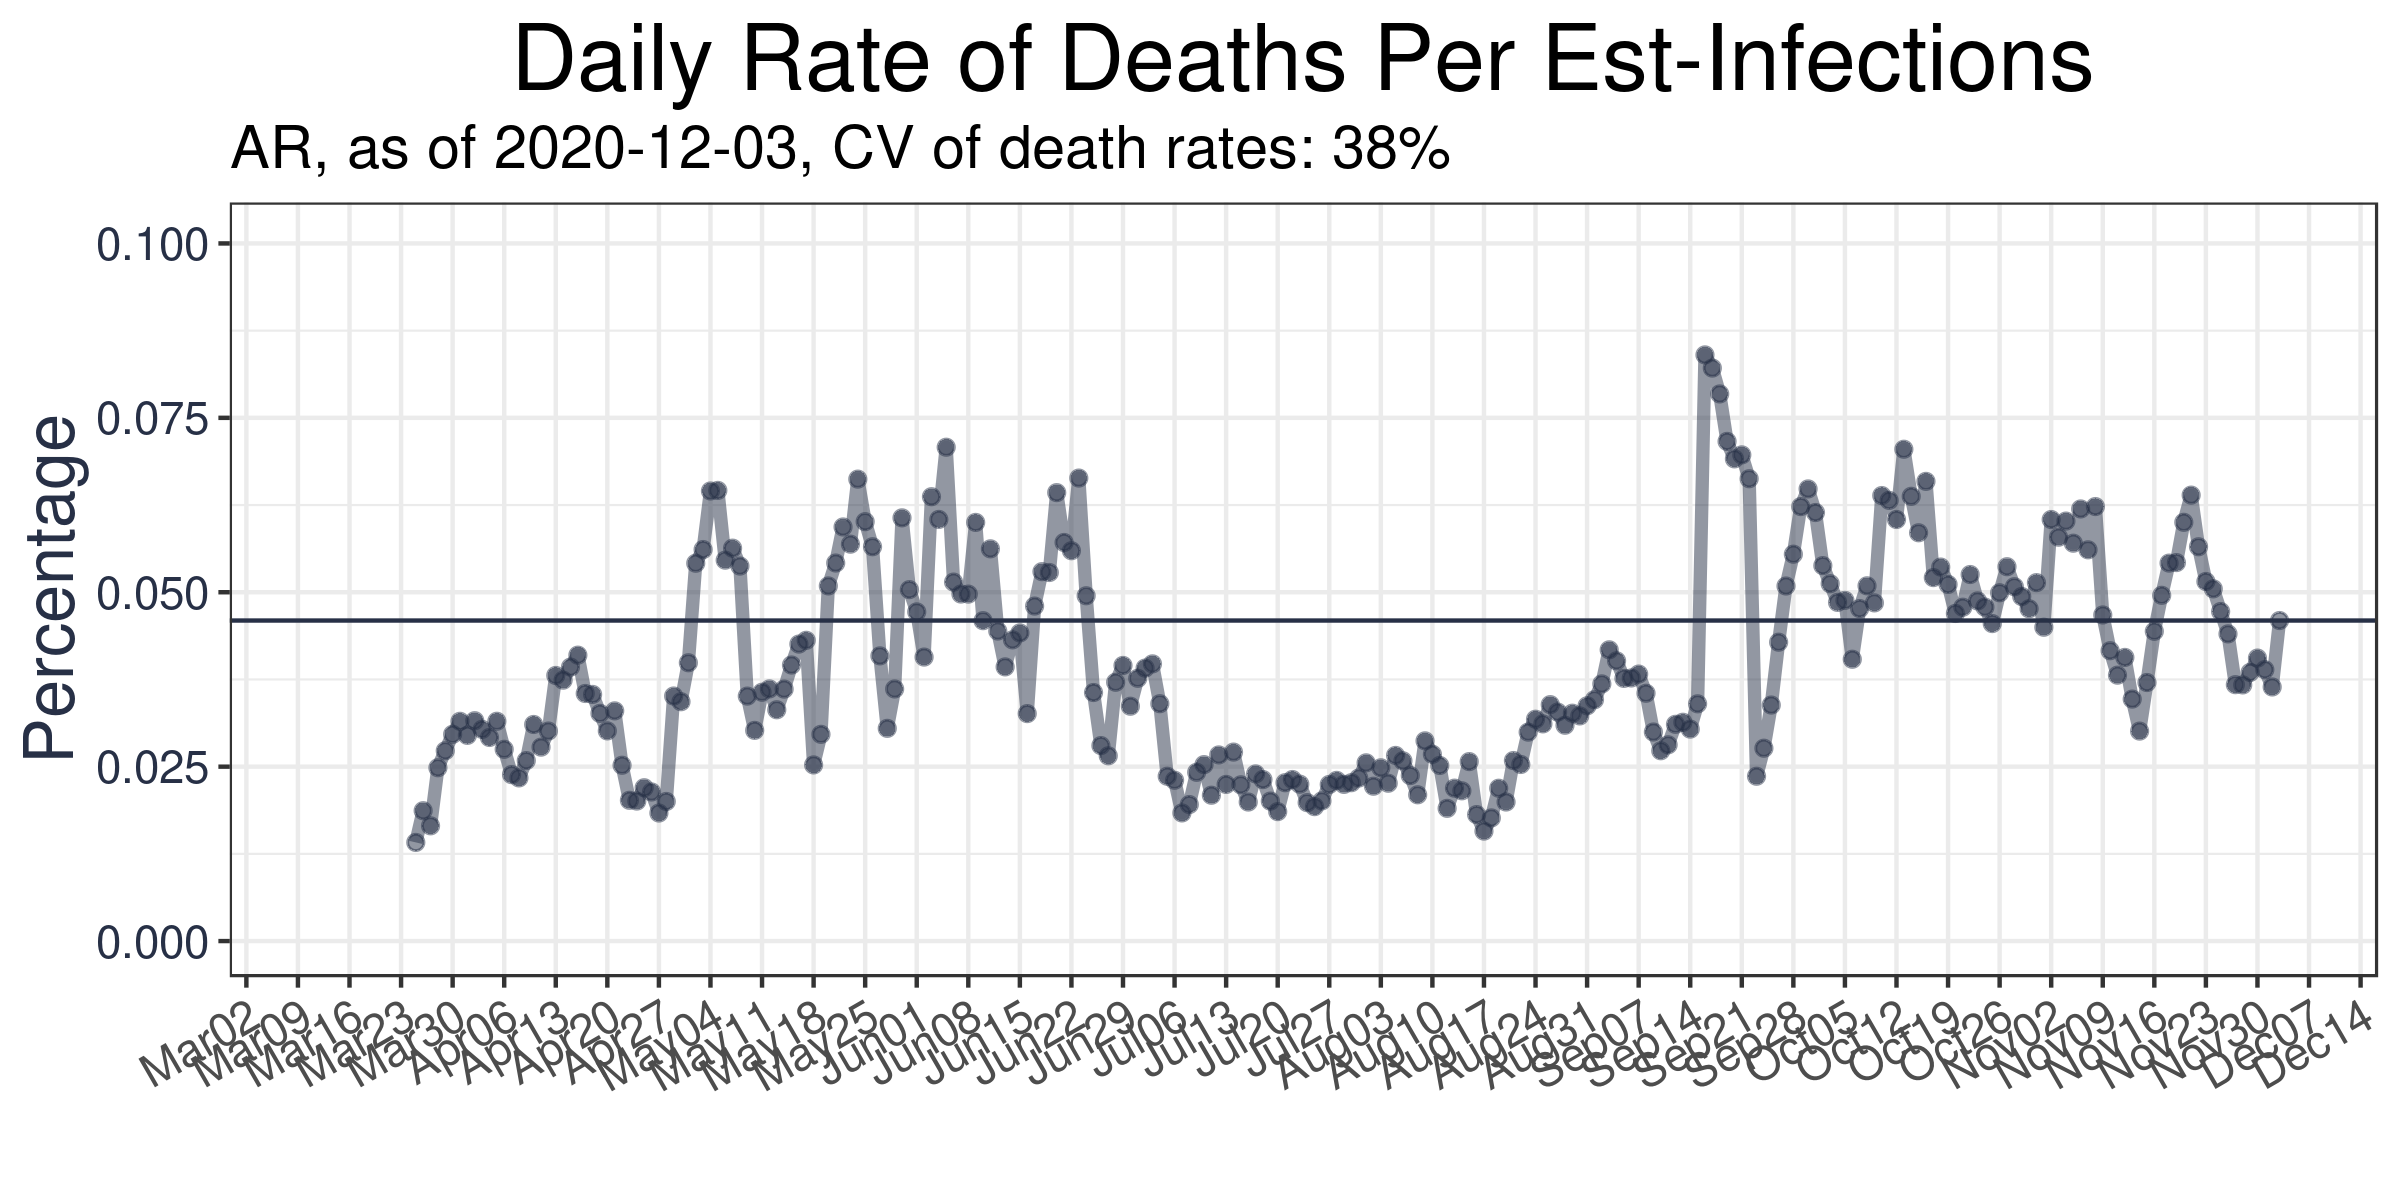 Daily Rate of Deaths Per Est-Infections
AR, as of 2020-12-03, CV of death rates: 38%
Percentage
0.100
0.075
0.050
0.025
0.000
Mar02
Mar09
Mar16
Mar23
Mar30
Apr06
Apr13
Apr20
Apr27
May04
May11
May18
May25
Jun01
Jun08
Jun15
Jun22
Jun29
Jul06
Jul13
Jul20
Jul27
Aug03
Aug10
Aug17
Aug24
Aug31
Sep07
Sep14
Sep21
Sep28
Oct05
Oct12
Oct19
Oct26
Nov02
Nov09
Nov16
Nov23
Nov30
Dec07
Dec14